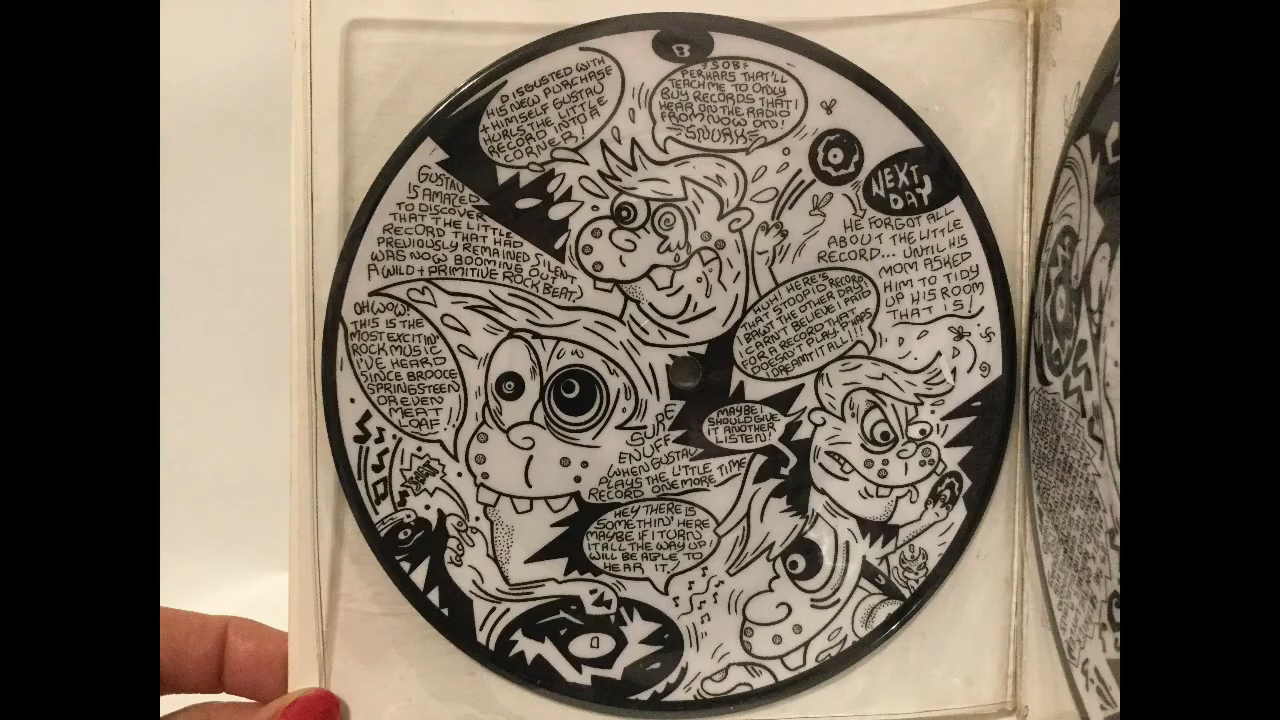 B
DISGUSTED WITH
HIS NEW PURCHASE
+ HIMSELF GUSTAV
HURLS THE LITTLE
RECORD INTO A
CORNER!
SOB
PERHAPS THAT'LL
TEACH ME TO ONLY
BUY RECORDS THAT I
HEAR ON THE RADIO
FROM NOW ON!
SNURK
NEXT
DAY
HE FORGOT ALL
ABOUT THE LITTLE
RECORD... UNTIL HIS
MOM ASKED
HIM TO TIDY
UP HIS ROOM
THAT IS!
HUH! HERE'S
THAT STOOPID RECORD
I BAWT THE OTHER DAY!
I CARN'T BELIEVE I PAID
FOR A RECORD THAT
DOESN'T PLAY. P'HAPS
I DREAMT IT ALL!!!
MAYBE I
SHOULD GIVE
IT ANOTHER
LISTEN!
SURE
ENUFF
WHEN GUSTAV
PLAYS THE LITTLE
RECORD ONE MORE TIME
HEY THERE IS
SOMETHIN' HERE
MAYBE IF I TURN
IT ALL THE WAY UP I
WILL BE ABLE TO
HEAR IT!
GUSTAV
IS AMAZED
TO DISCOVER
THAT THE LITTLE
RECORD THAT HAD
PREVIOUSLY REMAINED SILENT
WAS NOW BOOMING OUT
A WILD + PRIMITIVE ROCK BEAT!
OH WOW!
THIS IS THE
MOST EXCITIN'
ROCK MUSIC
I'VE HEARD
SINCE BROOCE
SPRINGSTEEN
OR EVEN
MEAT
LOAF